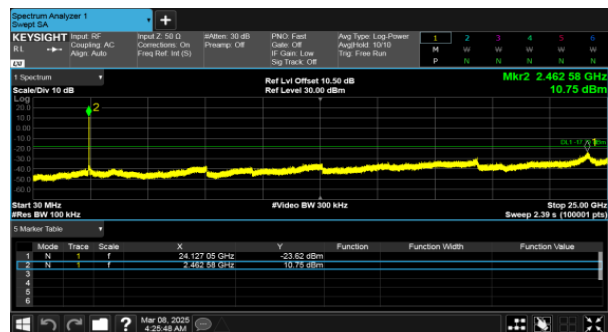 Spectrum Analyzer 1
Swept SA
KEYSIGHT Input: RF Input Z: 50 Ω #Atten: 30 dB PNO: Fast Avg Type: Log-Power 1 2 3 4 5 6
RL Coupling: AC Corrections: On Preamp: Off Gate: Off Avg|Hold: 10/10 M W W W W W
Align: Auto Freq Ref: Int (S) IF Gain: Low Trig: Free Run
Sig Track: Off P N N N N N
LXI
1 Spectrum Ref Lvl Offset 10.50 dB Mkr2 2.462 58 GHz
Scale/Div 10 dB Ref Level 30.00 dBm 10.75 dBm
Log
20.0
10.0
0.00
-10.0
-20.0
-30.0
-40.0
-50.0
-60.0
2
1
Start 30 MHz #Video BW 300 kHz Stop 25.00 GHz
#Res BW 100 kHz Sweep 2.39 s (100001 pts)
5 Marker Table
Mode Trace Scale X Y Function Function Width Function Value
1 N 1 f 24.127 05 GHz -23.62 dBm
2 N 1 f 2.462 58 GHz 10.75 dBm
3
4
5
6
Mar 08, 2025
4:25:48 AM